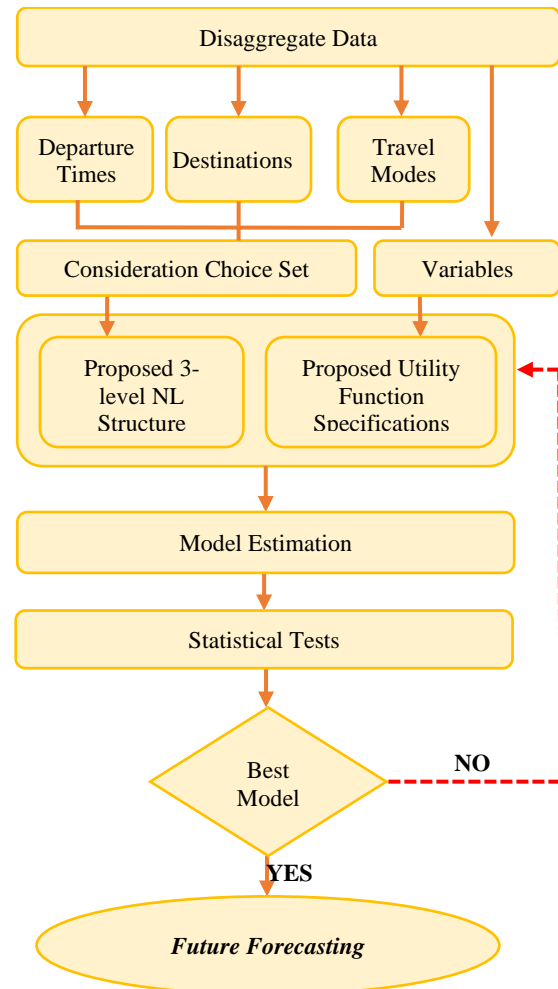 Disaggregate Data
Departure
Times
Destinations
Travel
Modes
Consideration Choice Set
Variables
Proposed 3-
level NL
Structure
Proposed Utility
Function
Specifications
Model Estimation
Statistical Tests
Best
Model
NO
YES
Future Forecasting